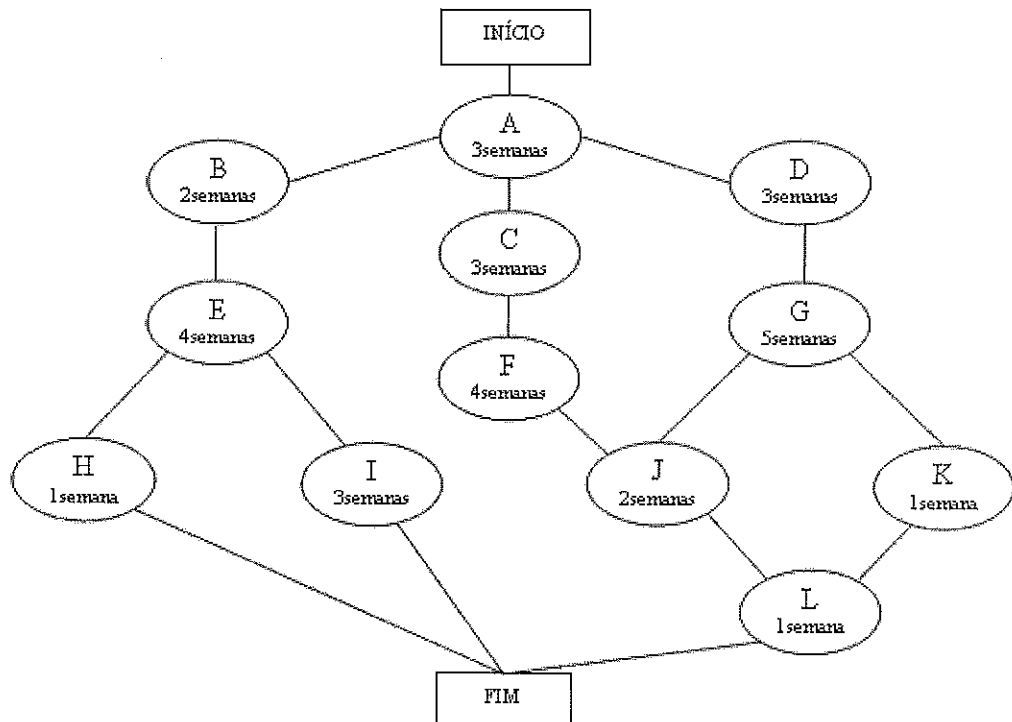 INÍCIO
A
3semanas
B
2semanas
D
3semanas
C
3semanas
E
4semanas
G
5semanas
F
4semanas
H
1semana
I
3semanas
J
2semanas
K
1semana
L
1semana
FIM